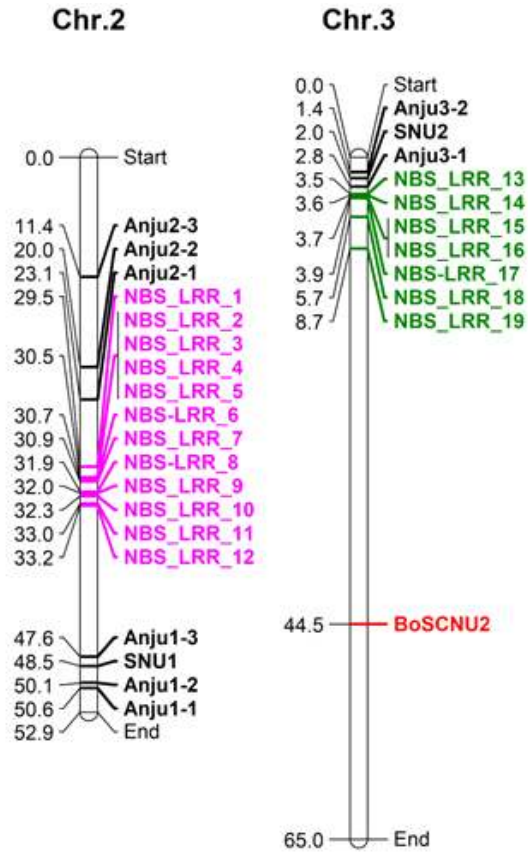 Chr.2
0.0 Start
11.4 Anju2-3
20.0 Anju2-2
23.1 Anju2-1
29.5 NBS_LRR_1
NBS_LRR_2
NBS_LRR_3
30.5 NBS_LRR_4
NBS_LRR_5
30.7 NBS-LRR_6
30.9 NBS_LRR_7
31.9 NBS-LRR_8
32.0 NBS_LRR_9
32.3 NBS_LRR_10
33.0 NBS_LRR_11
33.2 NBS_LRR_12
47.6 Anju1-3
48.5 SNU1
50.1 Anju1-2
50.6 Anju1-1
52.9 End
Chr.3
0.0 Start
1.4 Anju3-2
2.0 SNU2
2.8 Anju3-1
3.5 NBS_LRR_13
3.6 NBS_LRR_14
NBS_LRR_15
3.7 NBS_LRR_16
3.9 NBS-LRR_17
5.7 NBS_LRR_18
8.7 NBS_LRR_19
44.5 BoSCNU2
65.0 End